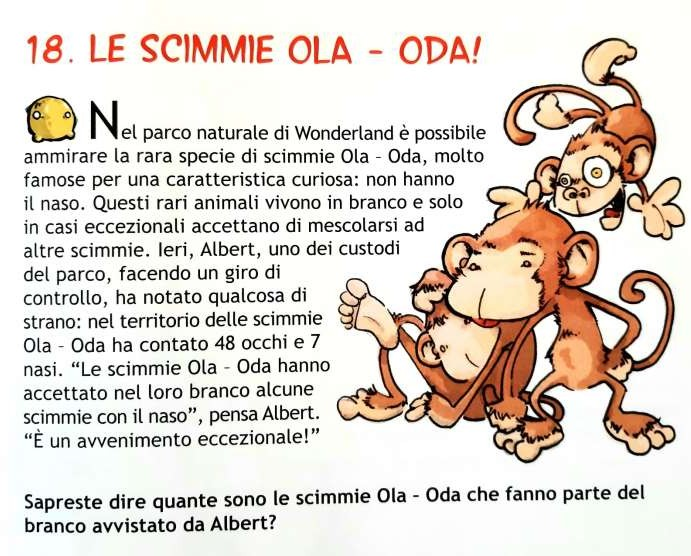 18. LE SCIMMIE OLA - ODA!
Nel parco naturale di Wonderland è possibile
ammirare la rara specie di scimmie Ola - Oda, molto
famose per una caratteristica curiosa: non hanno
il naso. Questi rari animali vivono in branco e solo
in casi eccezionali accettano di mescolarsi ad
altre scimmie. Ieri, Albert, uno dei custodi
del parco, facendo un giro di
controllo, ha notato qualcosa di
strano: nel territorio delle scimmie
Ola - Oda ha contato 48 occhi e 7
nasi. “Le scimmie Ola - Oda hanno
accettato nel loro branco alcune
scimmie con il naso”, pensa Albert.
“È un avvenimento eccezionale!”
Sapreste dire quante sono le scimmie Ola - Oda che fanno parte del
branco avvistato da Albert?